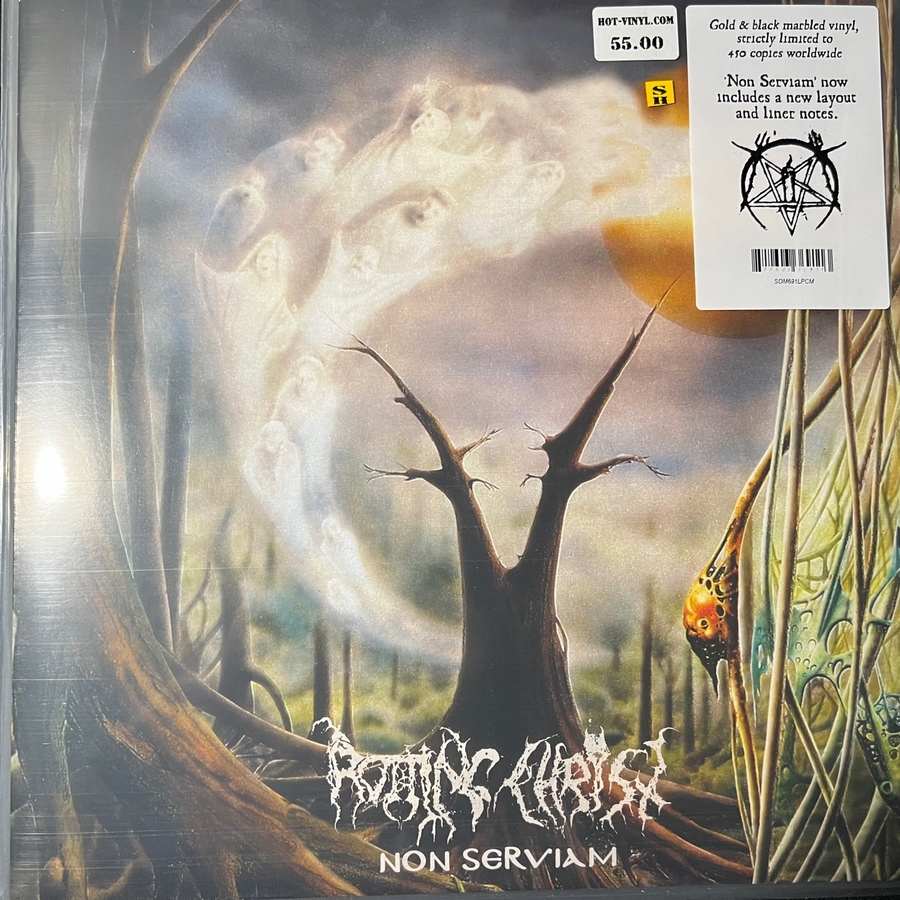 HOT-VINYL.COM
55.00
S
H
Gold & black marbled vinyl,
strictly limited to
450 copies worldwide
'Non Serviam' now
includes a new layout
and liner notes.
SOM691LPCM
ROTTING CHRIST
NON SERVIAM